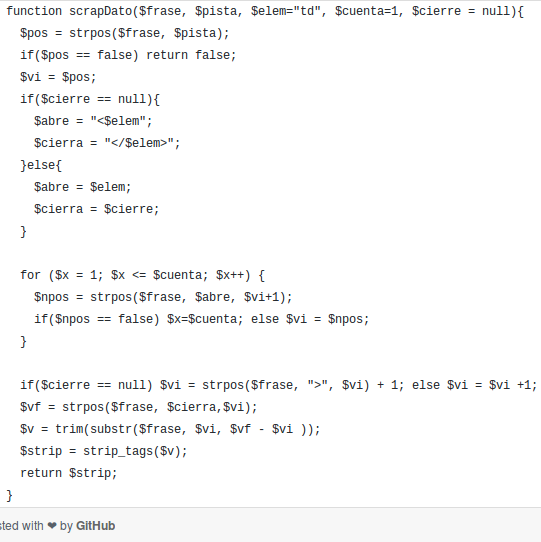 function scrapDato($frase, $pista, $elem="td", $cuenta=1, $cierre = null){
  $pos = strpos($frase, $pista);
  if($pos == false) return false;
  $vi = $pos;
  if($cierre == null){
    $abre = "<$elem";
    $cierra = "</$elem>";
  }else{
    $abre = $elem;
    $cierra = $cierre;
  }

  for ($x = 1; $x <= $cuenta; $x++) {
    $npos = strpos($frase, $abre, $vi+1);
    if($npos == false) $x=$cuenta; else $vi = $npos;
  }

  if($cierre == null) $vi = strpos($frase, ">", $vi) + 1; else $vi = $vi +1;
  $vf = strpos($frase, $cierra,$vi);
  $v = trim(substr($frase, $vi, $vf - $vi ));
  $strip = strip_tags($v);
  return $strip;
}
sted with ❤ by GitHub